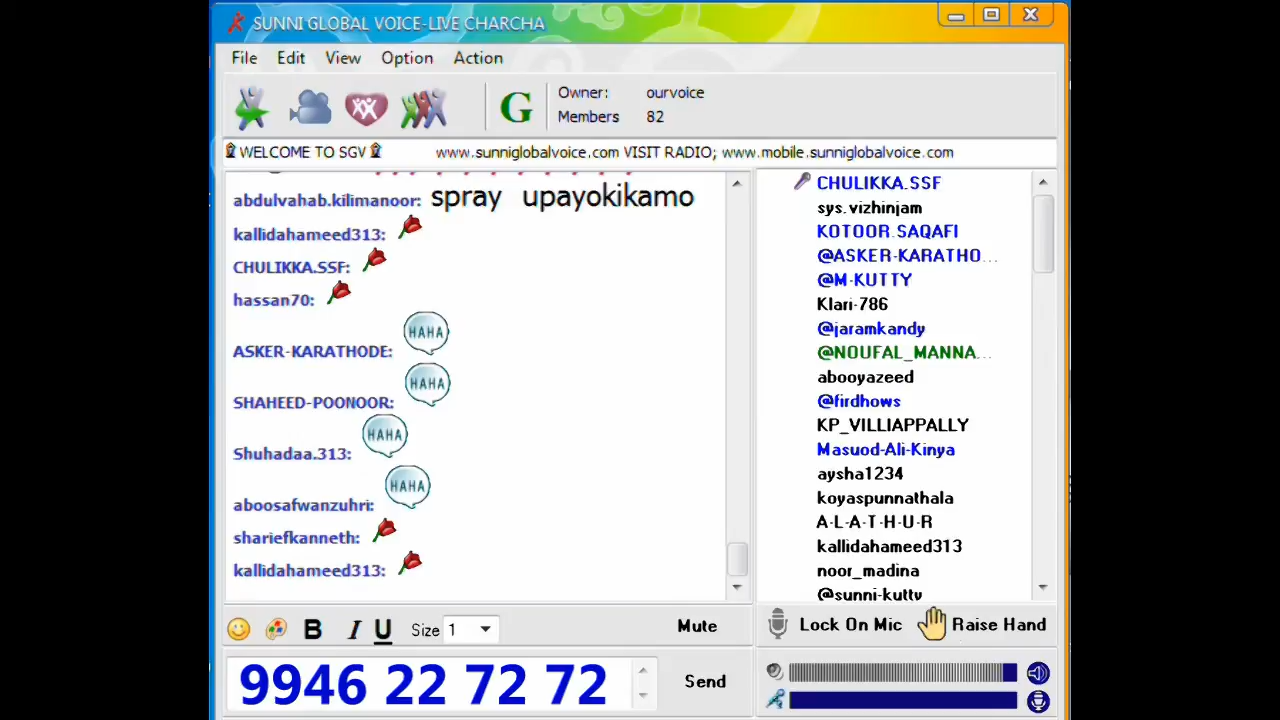 SUNNI GLOBAL VOICE-LIVE CHARCHA
File Edit View Option Action
G
Owner: ourvoice
Members 82
WELCOME TO SGV www.sunniglobalvoice.com VISIT RADIO; www.mobile.sunniglobalvoice.com
abdulvahab.kilimanoor: spray upayokikamo
kallidahameed313:
CHULIKKA.SSF:
hassan70:
ASKER-KARATHODE: HAHA
SHAHEED-POONOOR: HAHA
Shuhadaa.313: HAHA
aboosafwanzuhri: HAHA
shariefkanneth:
kallidahameed313:
CHULIKKA.SSF
sys.vizhinjam
KOTOOR.SAQAFI
@ASKER-KARATHO...
@M-KUTTY
Klari-786
@jaramkandy
@NOUFAL_MANNA...
abooyazeed
@firdhows
KP_VILLIAPPALLY
Masuod-Ali-Kinya
aysha1234
koyaspunnathala
A-L-A-T-H-U-R
kallidahameed313
noor_madina
@sunni-kutty
B I U Size 1 Mute
Lock On Mic Raise Hand
9946 22 72 72
Send